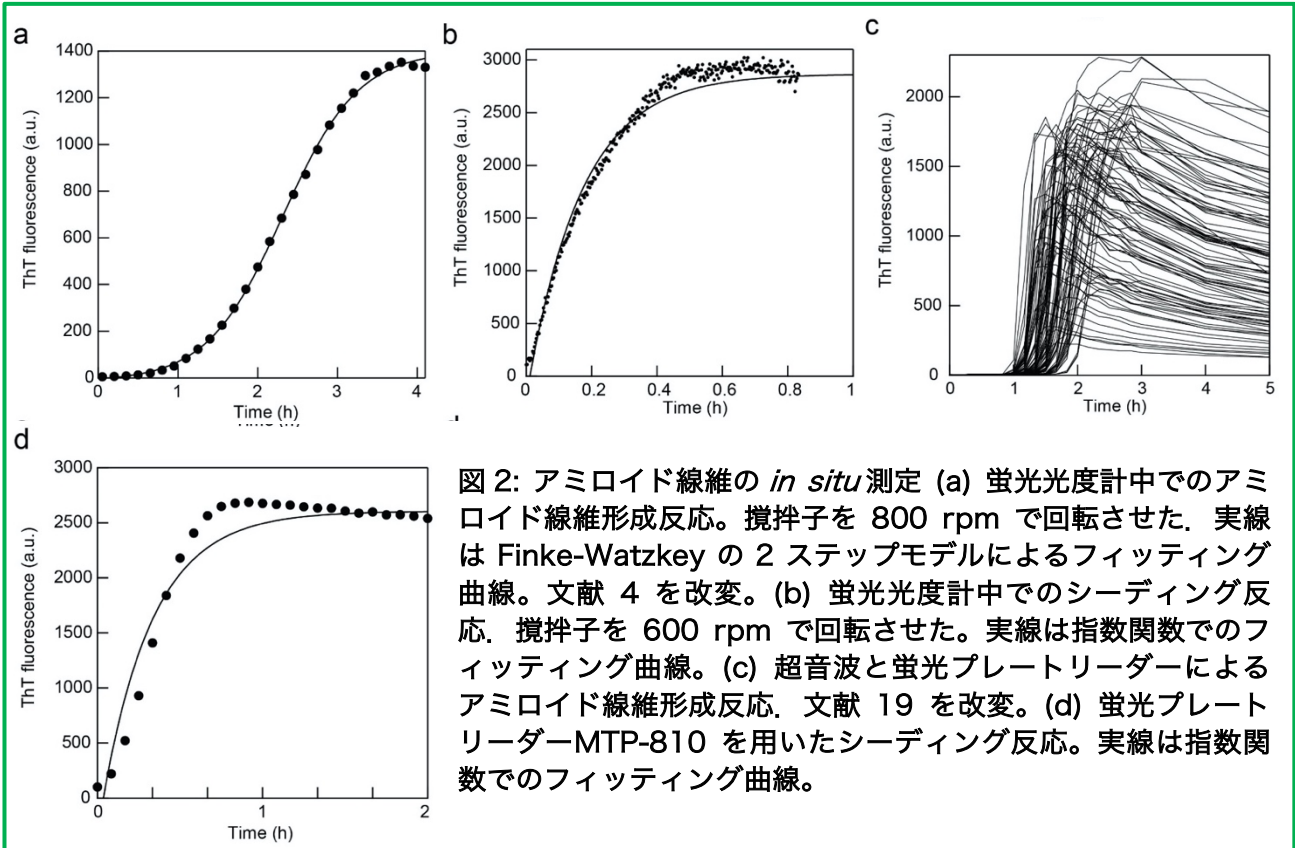 a
1400
1200
1000
800
600
400
200
0
ThT fluorescence (a.u.)
0 1 2 3 4
Time (h)
b
3000
2500
2000
1500
1000
500
0
ThT fluorescence (a.u.)
0 0.2 0.4 0.6 0.8 1
Time (h)
c
2000
1500
1000
500
0
ThT fluorescence (a.u.)
0 1 2 3 4 5
Time (h)
d
3000
2500
2000
1500
1000
500
0
ThT fluorescence (a.u.)
0 1 2
Time (h)
図 2: アミロイド線維の in situ測定 (a) 蛍光光度計中でのアミ
ロイド線維形成反応。撹拌子を 800 rpm で回転させた．実線
は Finke-Watzkey の 2 ステップモデルによるフィッティング
曲線。文献 4 を改変。(b) 蛍光光度計中でのシーディング反
応．撹拌子を 600 rpm で回転させた。実線は指数関数でのフ
ィッティング曲線。(c) 超音波と蛍光プレートリーダーによる
アミロイド線維形成反応．文献 19 を改変。(d) 蛍光プレート
リーダーMTP-810 を用いたシーディング反応。実線は指数関
数でのフィッティング曲線。